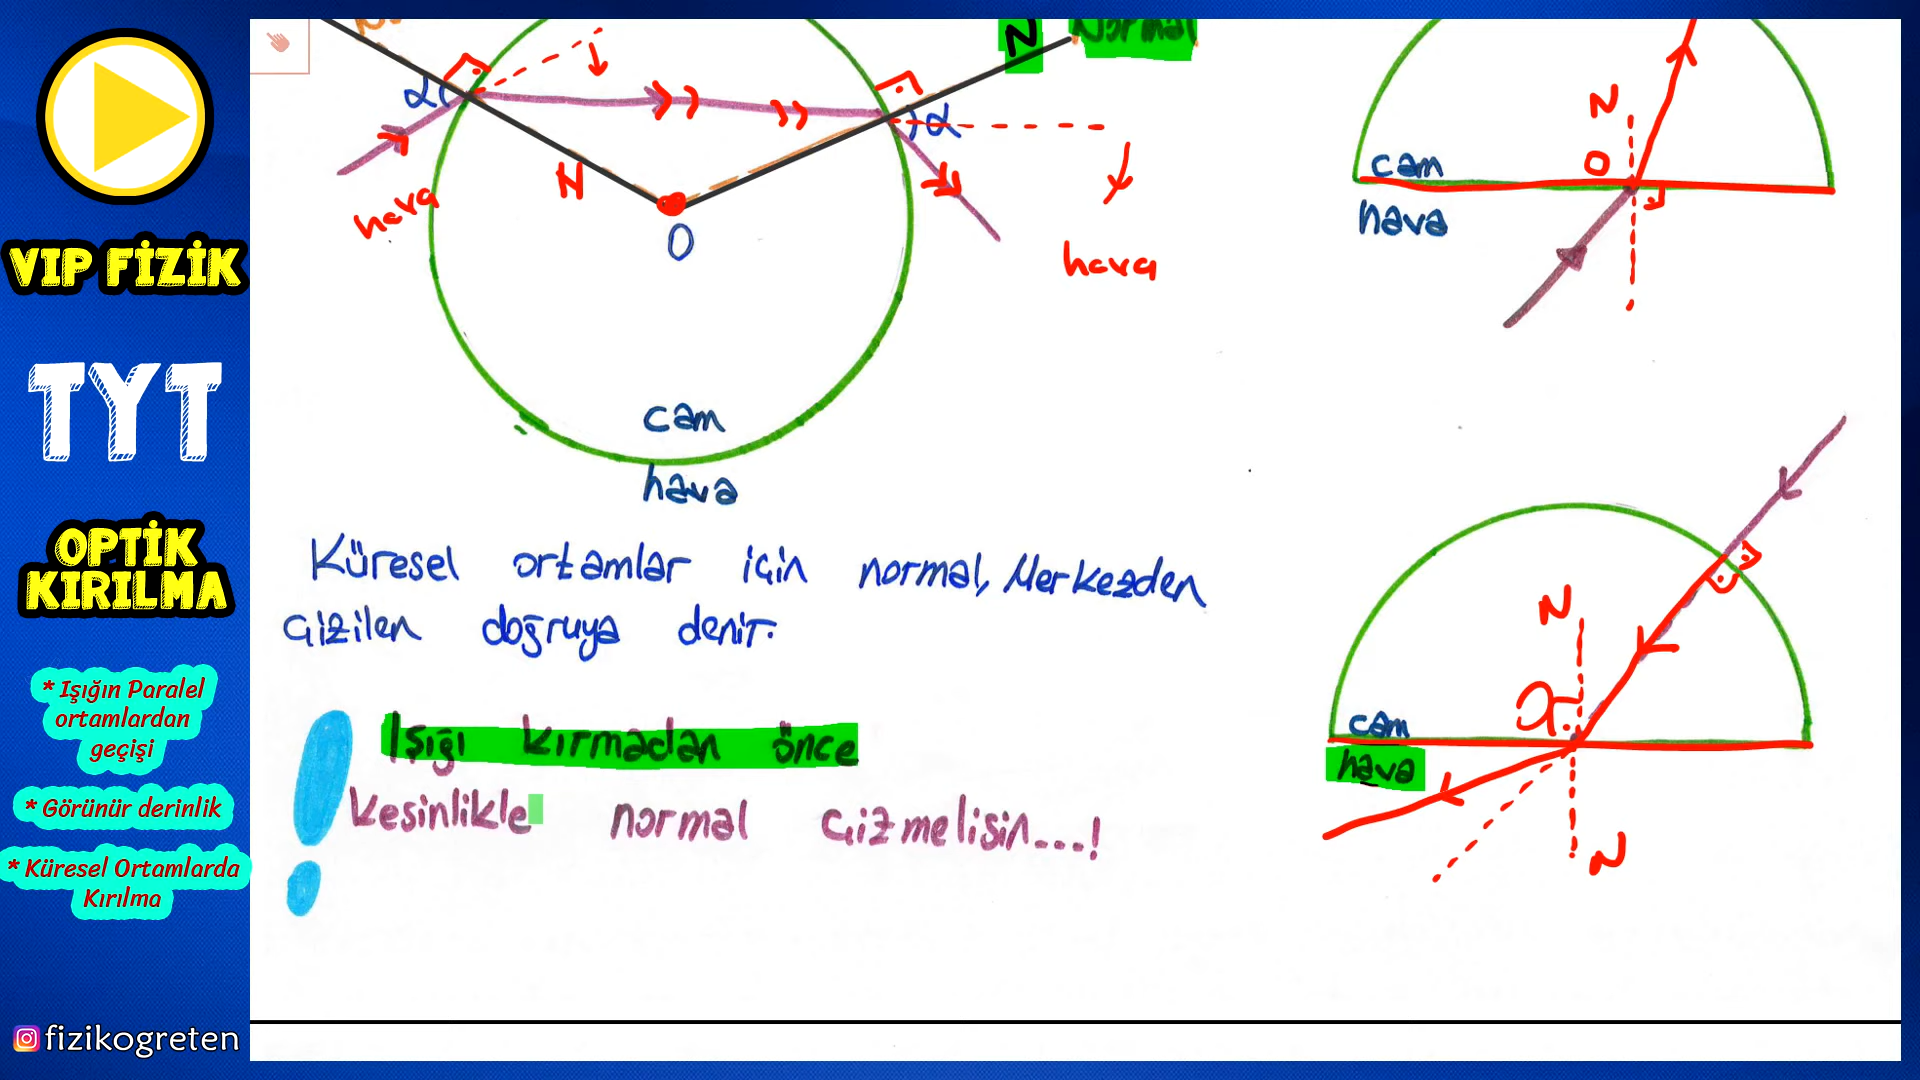 VIP FİZİK
TYT
OPTİK
KIRILMA
* Işığın Paralel
ortamlardan
geçişi
* Görünür derinlik
* Küresel Ortamlarda
Kırılma
fizikogreten
N
Normal
α
α
hava
N
O
hava
cam
hava
Küresel ortamlar için normal, Merkezden
çizilen doğruya denir.
Işığı kırmadan önce
kesinlikle normal çizmelisin...!
N
O
cam
hava
N
cam
hava
N